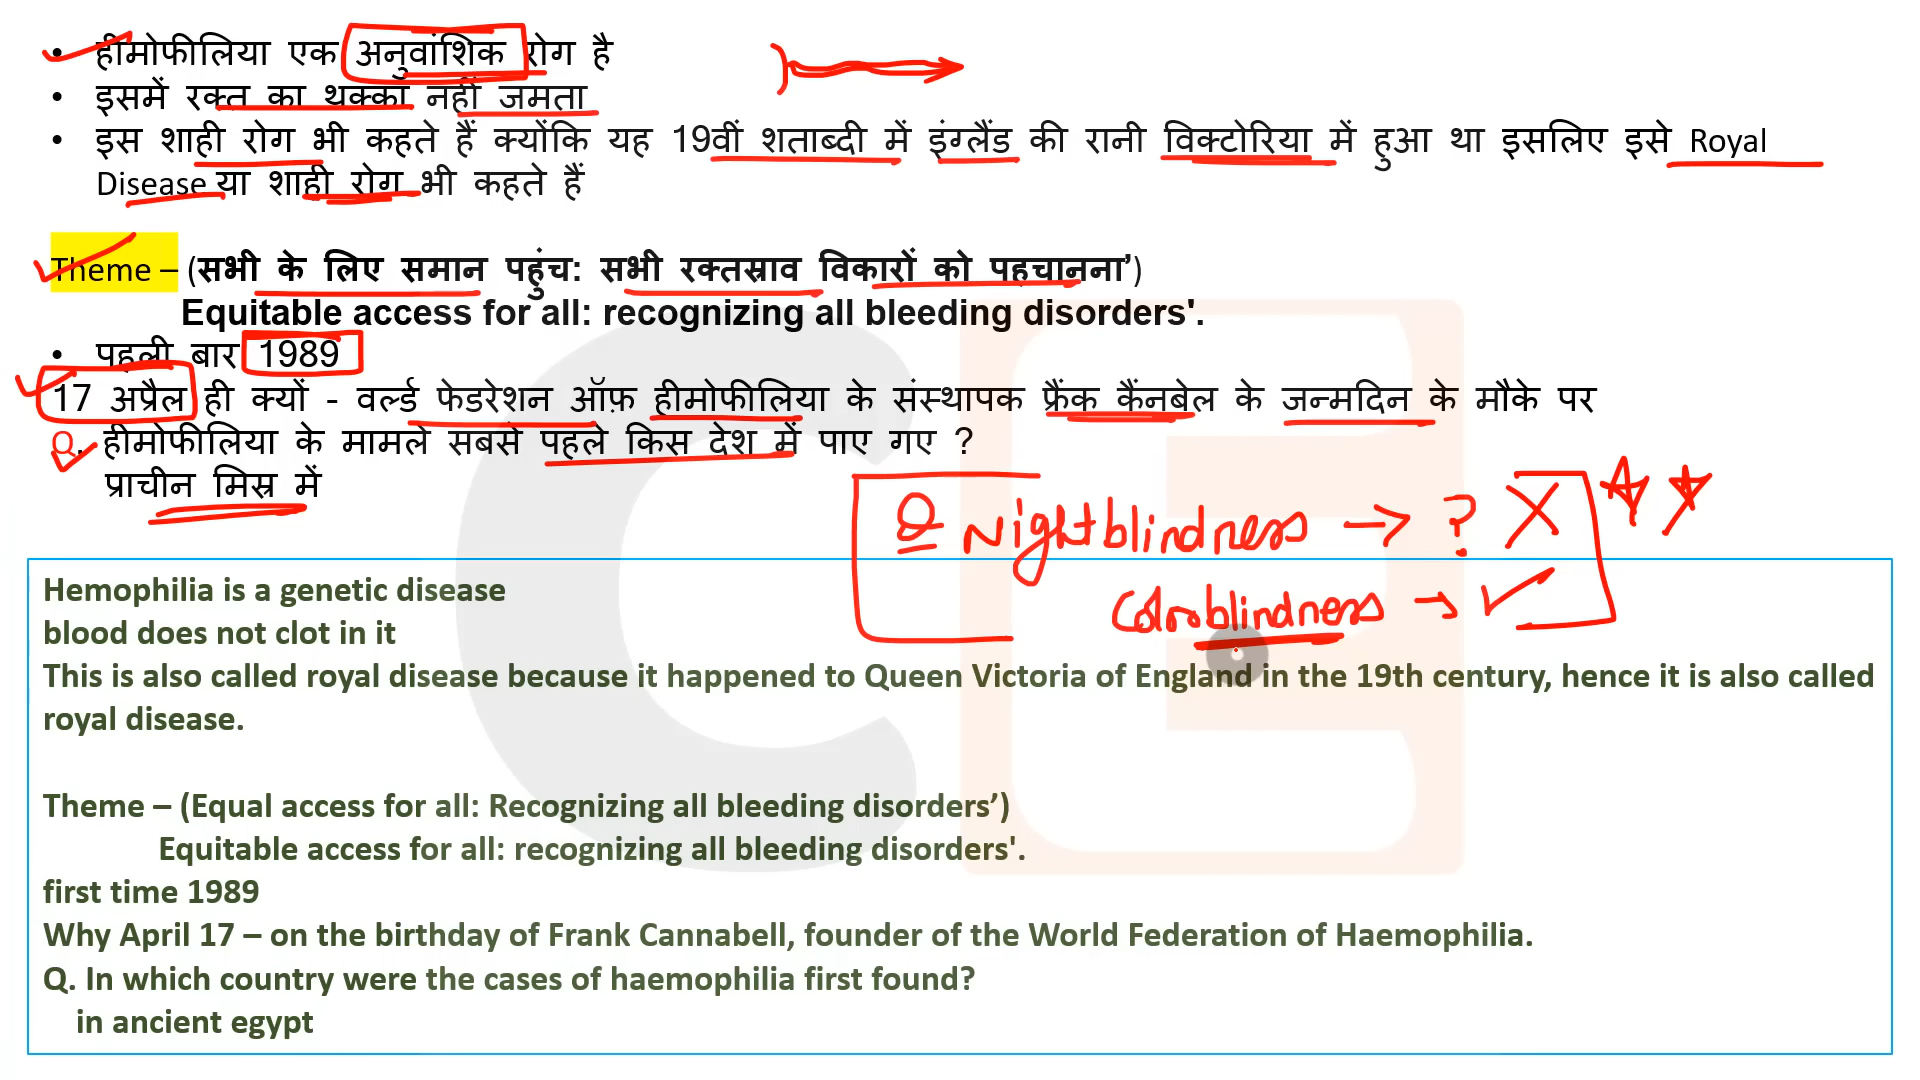 • हीमोफीलिया एक अनुवांशिक रोग है
• इसमें रक्त का थक्का नहीं जमता
• इस शाही रोग भी कहते हैं क्योंकि यह 19वीं शताब्दी में इंग्लैंड की रानी विक्टोरिया में हुआ था इसलिए इसे Royal
Disease या शाही रोग भी कहते हैं
Theme – (सभी के लिए समान पहुंच: सभी रक्तस्राव विकारों को पहचानना’)
Equitable access for all: recognizing all bleeding disorders'.
• पहली बार 1989
17 अप्रैल ही क्यों - वर्ल्ड फेडरेशन ऑफ़ हीमोफीलिया के संस्थापक फ्रैंक कैंनबेल के जन्मदिन के मौके पर
Q. हीमोफीलिया के मामले सबसे पहले किस देश में पाए गए ?
प्राचीन मिस्र में
Q Nightblindness → ? X
Colorblindness → ✓
Hemophilia is a genetic disease
blood does not clot in it
This is also called royal disease because it happened to Queen Victoria of England in the 19th century, hence it is also called
royal disease.
Theme – (Equal access for all: Recognizing all bleeding disorders’)
Equitable access for all: recognizing all bleeding disorders'.
first time 1989
Why April 17 – on the birthday of Frank Cannabell, founder of the World Federation of Haemophilia.
Q. In which country were the cases of haemophilia first found?
in ancient egypt